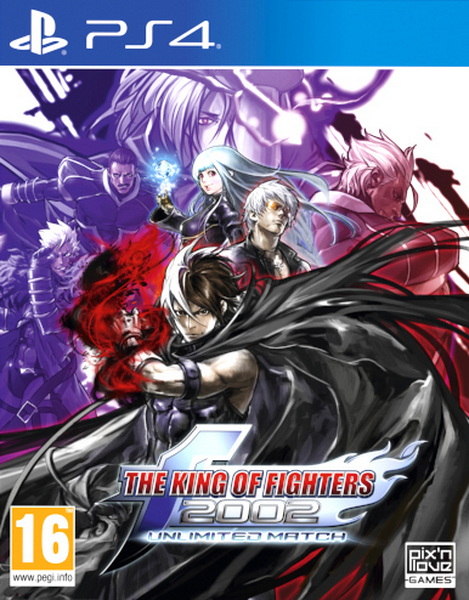 PS4
THE KING OF FIGHTERS
2002
UNLIMITED MATCH
16
www.pegi.info
pix'n
love
GAMES